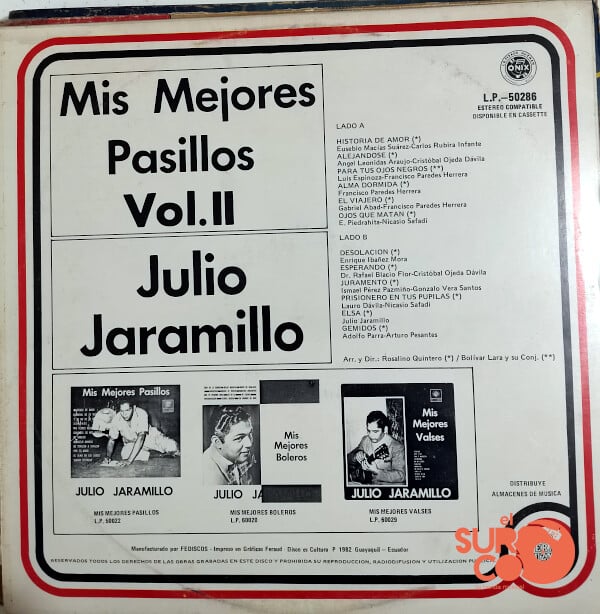 Mis Mejores
Pasillos
Vol. II
Julio
Jaramillo
ONIX
L.P.-50286
ESTEREO COMPATIBLE
DISPONIBLE EN CASSETTE
LADO A
HISTORIA DE AMOR (*)
Eusebio Macías Suárez-Carlos Rubira Infante
ALEJANDOSE (*)
Angel Leonidas Araujo-Cristóbal Ojeda Dávila
PARA TUS OJOS NEGROS (**)
Luis Espinoza-Francisco Paredes Herrera
ALMA DORMIDA (*)
Francisco Paredes Herrera
EL VIAJERO (*)
Gabriel Abad-Francisco Paredes Herrera
OJOS QUE MATAN (*)
E. Piedrahita-Nicasio Safadi
LADO B
DESOLACION (*)
Enrique Ibañez Mora
ESPERANDO (*)
Dr. Rafael Blacio Flor-Cristóbal Ojeda Dávila
JURAMENTO (*)
Ismael Pérez Pazmiño-Gonzalo Vera Santos
PRISIONERO EN TUS PUPILAS (*)
Lauro Dávila-Nicasio Safadi
ELSA (*)
Julio Jaramillo
GEMIDOS (*)
Adolfo Parra-Arturo Pesantes
Arr. y Dir.: Rosalino Quintero (*) / Bolívar Lara y su Conj. (**)
Mis Mejores Pasillos
JULIO JARAMILLO
MIS MEJORES PASILLOS
L.P. 50022
Mis
Mejores
Boleros
JULIO JARAMILLO
MIS MEJORES BOLEROS
L.P. 60020
Mis
Mejores
Valses
JULIO JARAMILLO
MIS MEJORES VALSES
L.P. 60029
DISTRIBUYE
ALMACENES DE MUSICA
Manufacturado por FEDISCOS - Impreso en Gráficas Feraud - Disco es Cultura P 1982 Guayaquil - Ecuador
RESERVADOS TODOS LOS DERECHOS DE LAS OBRAS GRABADAS EN ESTE DISCO Y PROHIBIDA SU REPRODUCCION, RADIODIFUSION Y UTILIZACION
el
SUR
CO